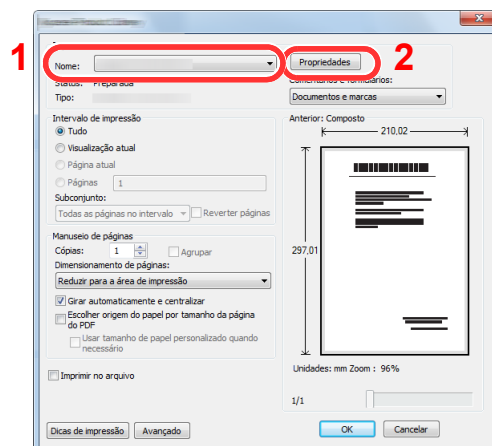 1
2
Nome:
Propriedades
Status: Preparada
Comentários e formulários:
Tipo:
Documentos e marcas
Intervalo de impressão
Tudo
Visualização atual
Página atual
Páginas 1
Subconjunto:
Todas as páginas no intervalo
Reverter páginas
Manuseio de páginas
Cópias: 1
Agrupar
Dimensionamento de páginas:
Reduzir para a área de impressão
Girar automaticamente e centralizar
Escolher origem do papel por tamanho da página
do PDF
Usar tamanho de papel personalizado quando
necessário
Imprimir no arquivo
Anterior: Composto
210,02
297,01
Unidades: mm Zoom : 96%
1/1
Dicas de impressão
Avançado
OK
Cancelar